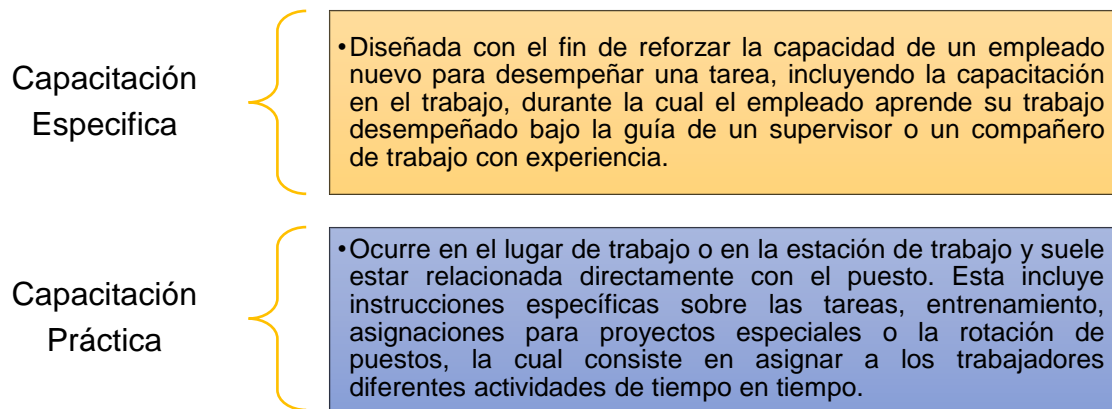 Capacitación
Especifica
•Diseñada con el fin de reforzar la capacidad de un empleado
nuevo para desempeñar una tarea, incluyendo la capacitación
en el trabajo, durante la cual el empleado aprende su trabajo
desempeñado bajo la guía de un supervisor o un compañero
de trabajo con experiencia.
Capacitación
Práctica
•Ocurre en el lugar de trabajo o en la estación de trabajo y suele
estar relacionada directamente con el puesto. Esta incluye
instrucciones específicas sobre las tareas, entrenamiento,
asignaciones para proyectos especiales o la rotación de
puestos, la cual consiste en asignar a los trabajadores
diferentes actividades de tiempo en tiempo.